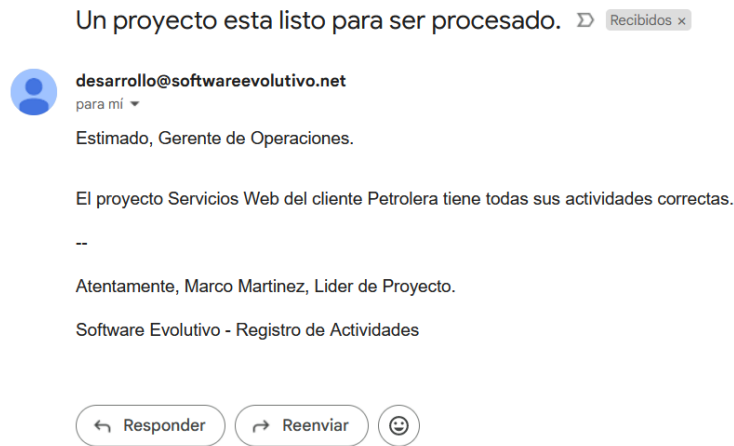 Un proyecto esta listo para ser procesado. Recibidos ×
desarrollo@softwareevolutivo.net
para mí
Estimado, Gerente de Operaciones.
El proyecto Servicios Web del cliente Petrolera tiene todas sus actividades correctas.
--
Atentamente, Marco Martinez, Lider de Proyecto.
Software Evolutivo - Registro de Actividades
Responder Reenviar